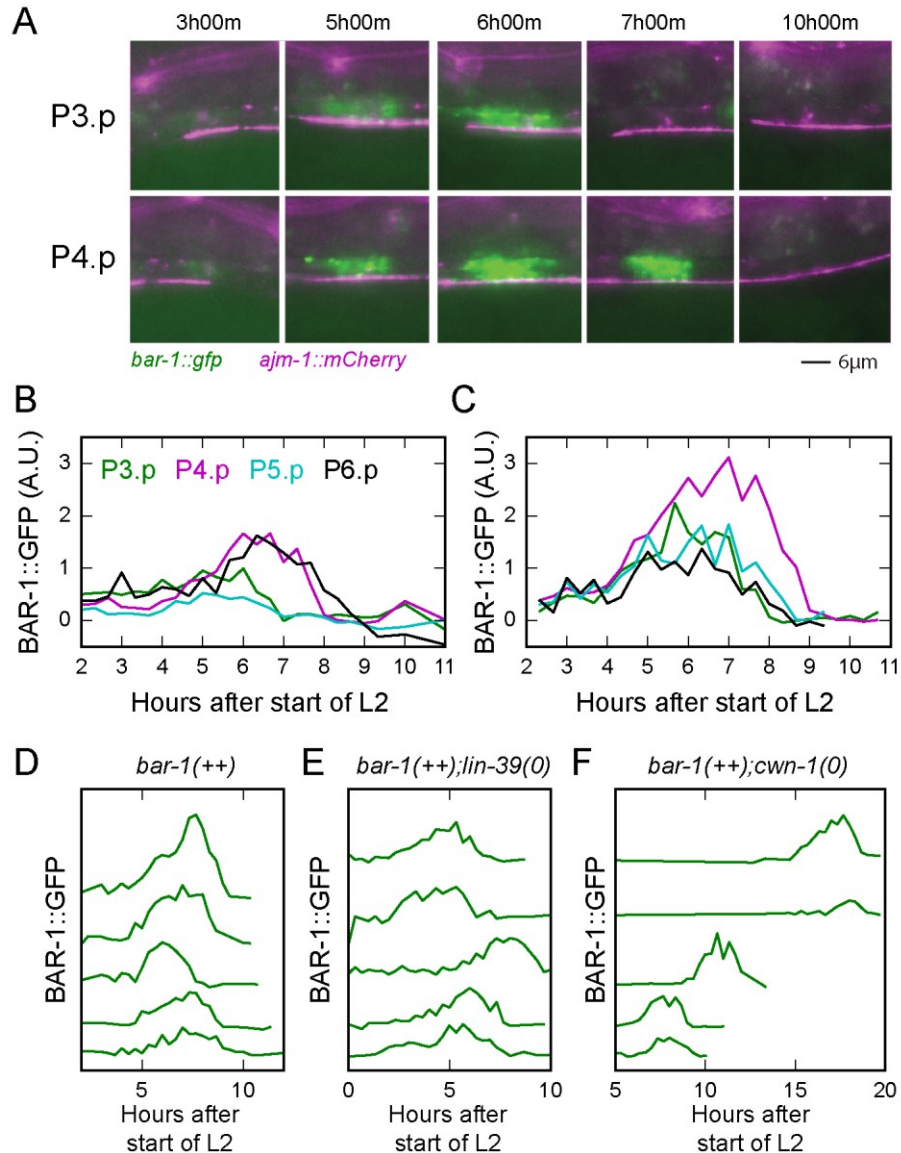 A
3h00m 5h00m 6h00m 7h00m 10h00m
P3.p
P4.p
bar-1::gfp ajm-1::mCherry 6μm
B
C
BAR-1::GFP (A.U.)
3
2
1
0
P3.p P4.p P5.p P6.p
2 3 4 5 6 7 8 9 10 11
Hours after start of L2
BAR-1::GFP (A.U.)
3
2
1
0
2 3 4 5 6 7 8 9 10 11
Hours after start of L2
D bar-1(++)
BAR-1::GFP
5 10
Hours after
start of L2
E bar-1(++);lin-39(0)
BAR-1::GFP
0 5 10
Hours after
start of L2
F bar-1(++);cwn-1(0)
BAR-1::GFP
5 10 15 20
Hours after
start of L2